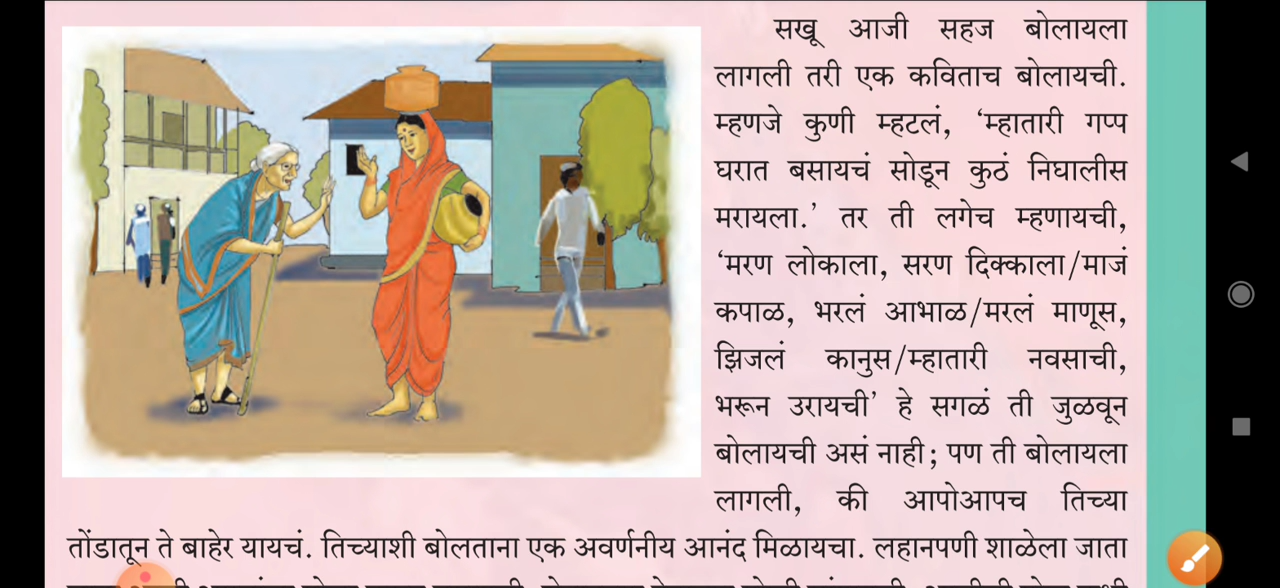 सखू आजी सहज बोलायला
लागली तरी एक कविताच बोलायची.
म्हणजे कुणी म्हटलं, ‘म्हातारी गप्प
घरात बसायचं सोडून कुठं निघालीस
मरायला.’ तर ती लगेच म्हणायची,
‘मरण लोकाला, सरण दिक्काला/माजं
कपाळ, भरलं आभाळ/मरलं माणूस,
झिजलं कानुस/म्हातारी नवसाची,
भरून उरायची’ हे सगळं ती जुळवून
बोलायची असं नाही; पण ती बोलायला
लागली, की आपोआपच तिच्या
तोंडातून ते बाहेर यायचं. तिच्याशी बोलताना एक अवर्णनीय आनंद मिळायचा. लहानपणी शाळेला जाता